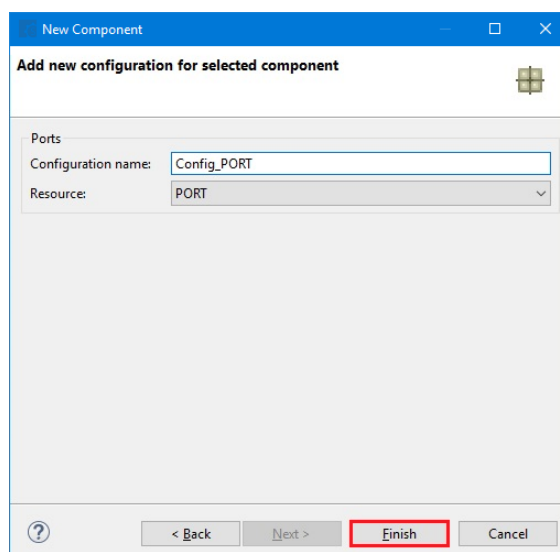 New Component
Add new configuration for selected component
Ports
Configuration name: Config_PORT
Resource: PORT
? < Back Next > Finish Cancel